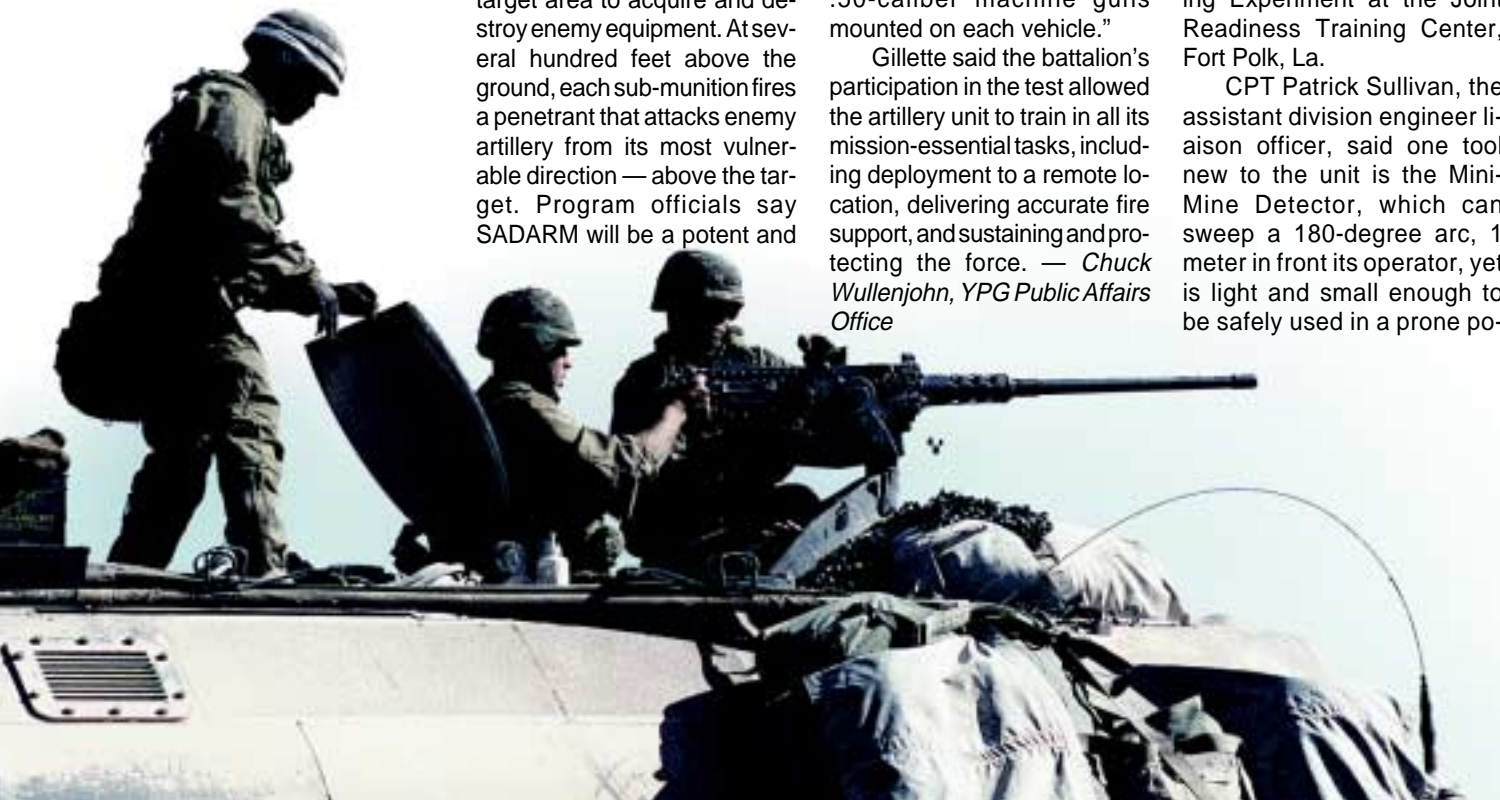 target area to acquire and de-
stroy enemy equipment. At sev-
eral hundred feet above the
ground, each sub-munition fires
a penetrant that attacks enemy
artillery from its most vulner-
able direction — above the tar-
get. Program officials say
SADARM will be a potent and
.50-caliber machine guns
mounted on each vehicle.”
Gillette said the battalion’s
participation in the test allowed
the artillery unit to train in all its
mission-essential tasks, includ-
ing deployment to a remote lo-
cation, delivering accurate fire
support, and sustaining and pro-
tecting the force. — Chuck
Wullenjohn, YPG Public Affairs
Office
ing Experiment at the Joint
Readiness Training Center,
Fort Polk, La.
CPT Patrick Sullivan, the
assistant division engineer li-
aison officer, said one tool
new to the unit is the Mini-
Mine Detector, which can
sweep a 180-degree arc, 1
meter in front its operator, yet
is light and small enough to
be safely used in a prone po-